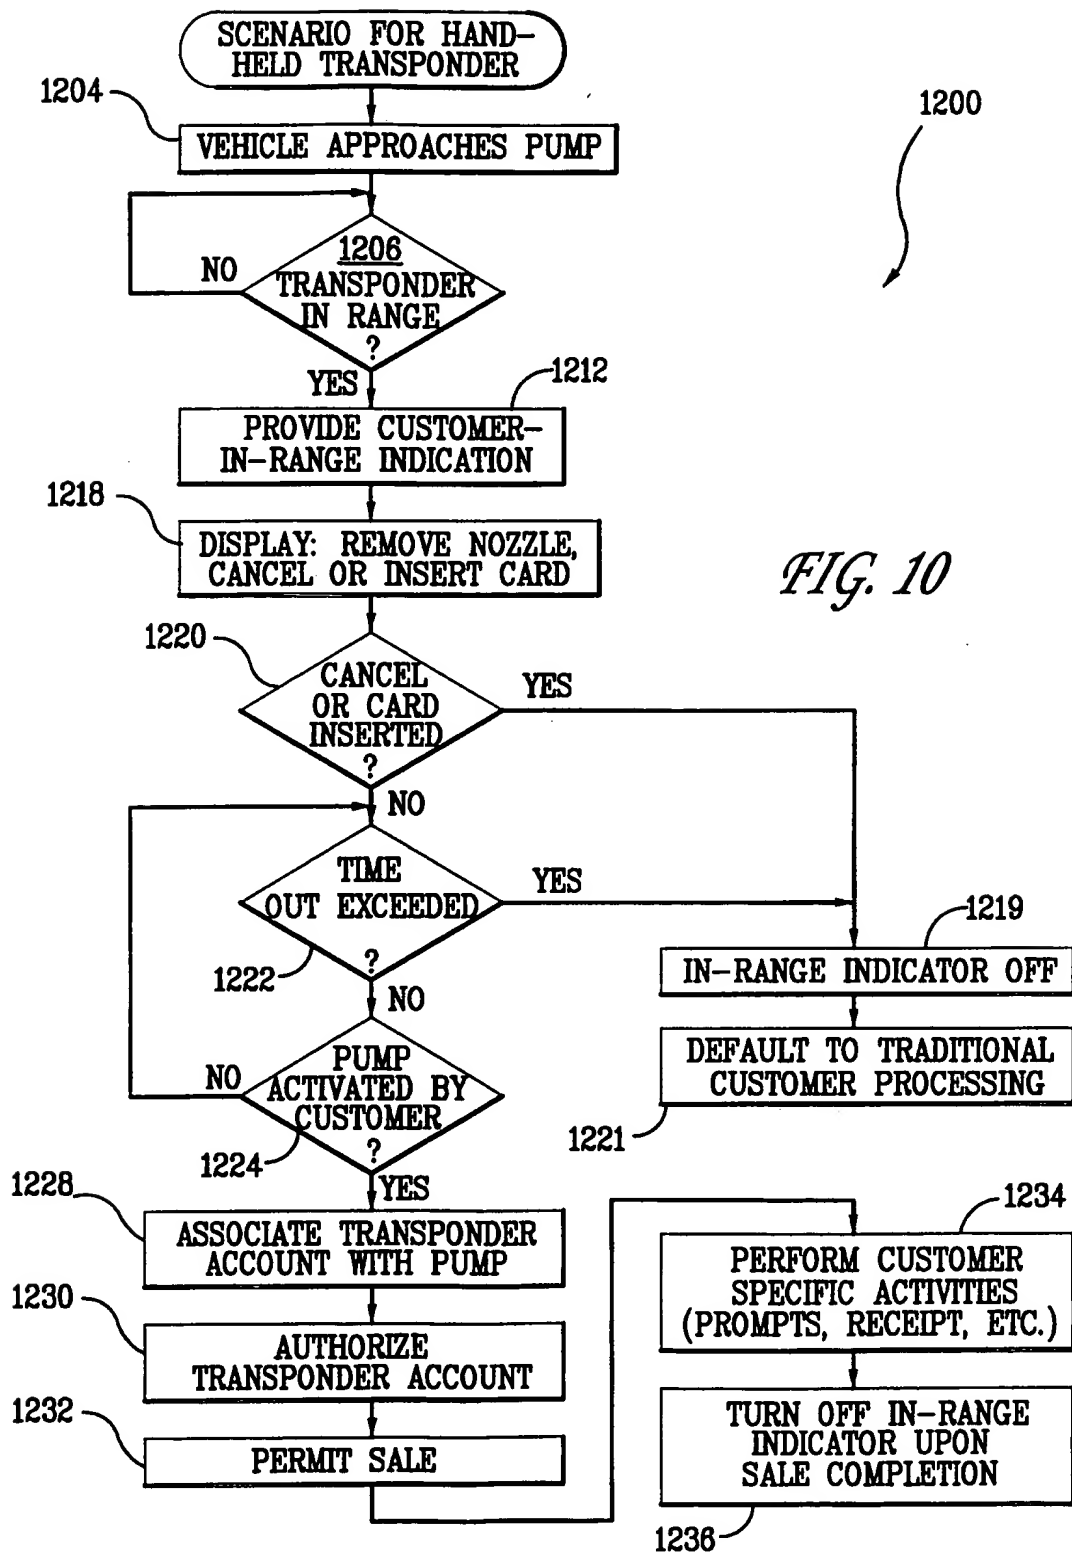 SCENARIO FOR HAND-
HELD TRANSPONDER
1204
VEHICLE APPROACHES PUMP
1200
1206
TRANSPONDER
IN RANGE
?
NO
YES
1212
PROVIDE CUSTOMER-
IN-RANGE INDICATION
1218
DISPLAY: REMOVE NOZZLE,
CANCEL OR INSERT CARD
FIG. 10
1220
CANCEL
OR CARD
INSERTED
?
YES
NO
TIME
OUT EXCEEDED
?
YES
1222
NO
1219
IN-RANGE INDICATOR OFF
DEFAULT TO TRADITIONAL
CUSTOMER PROCESSING
1221
PUMP
ACTIVATED BY
CUSTOMER
?
NO
1224
YES
1228
ASSOCIATE TRANSPONDER
ACCOUNT WITH PUMP
1230
AUTHORIZE
TRANSPONDER ACCOUNT
1232
PERMIT SALE
1234
PERFORM CUSTOMER
SPECIFIC ACTIVITIES
(PROMPTS, RECEIPT, ETC.)
TURN OFF IN-RANGE
INDICATOR UPON
SALE COMPLETION
1236